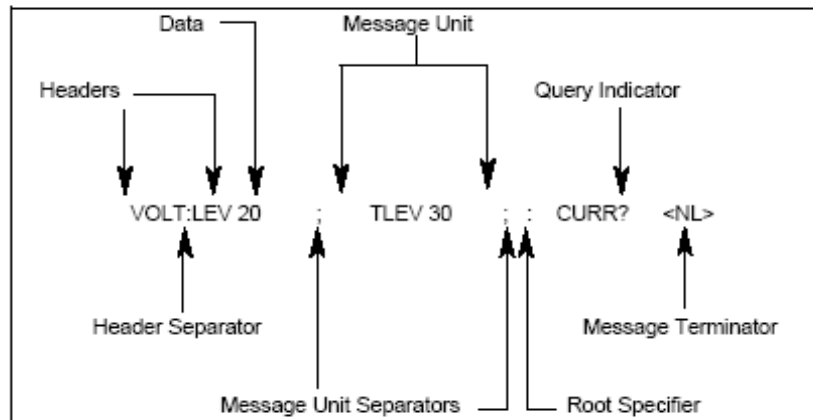 Data Message Unit
Headers Query Indicator
VOLT:LEV 20 ; TLEV 30 ; : CURR? <NL>
Header Separator Message Terminator
Message Unit Separators Root Specifier